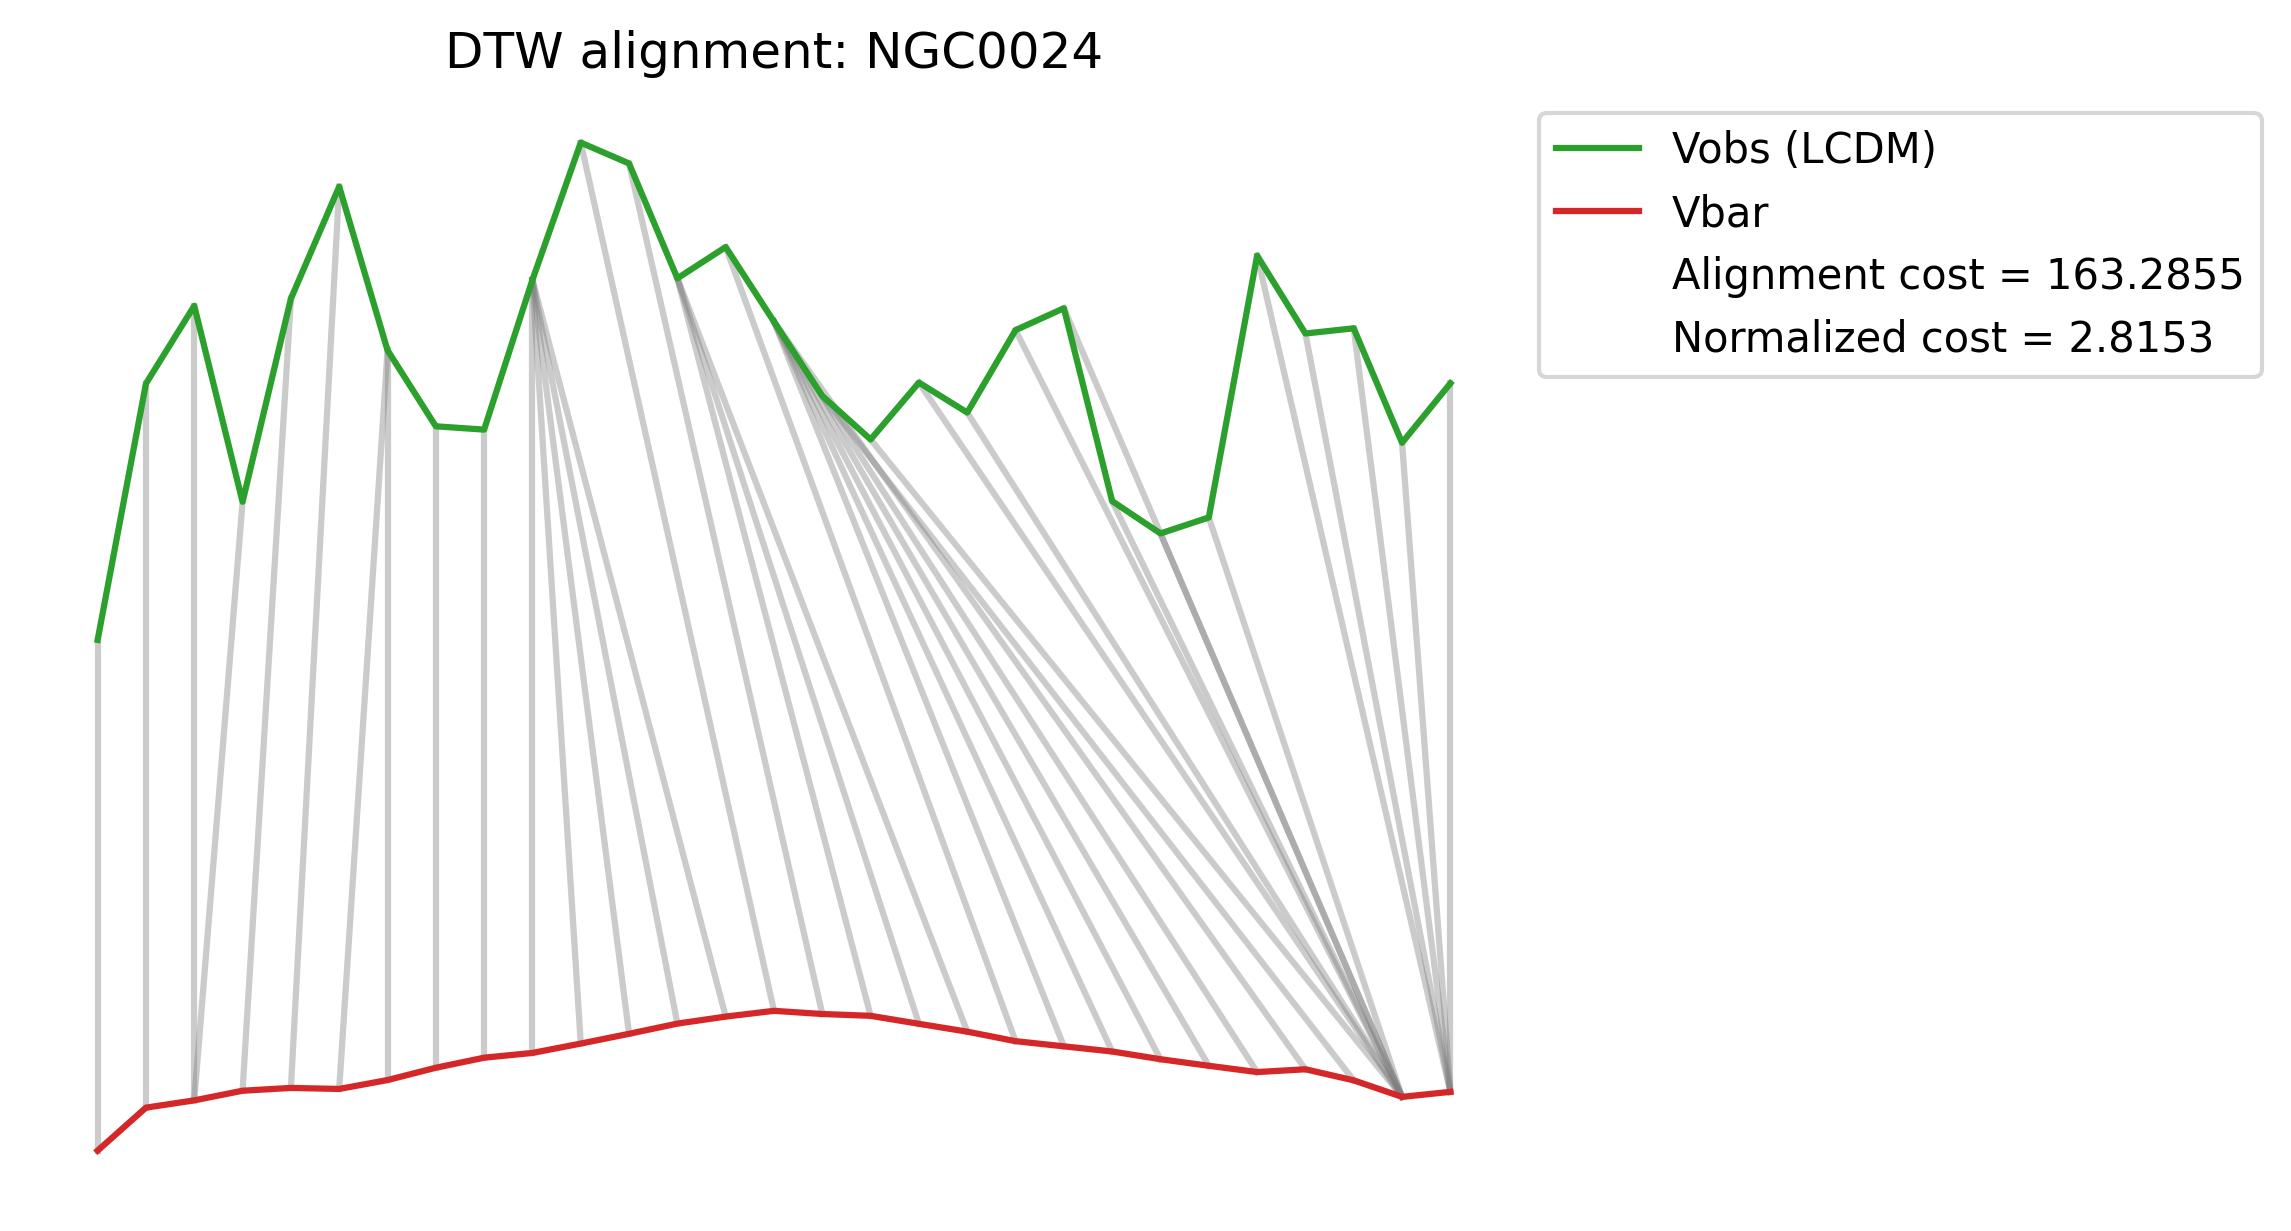 DTW alignment: NGC0024
Vobs (LCDM)
Vbar
Alignment cost = 163.2855
Normalized cost = 2.8153